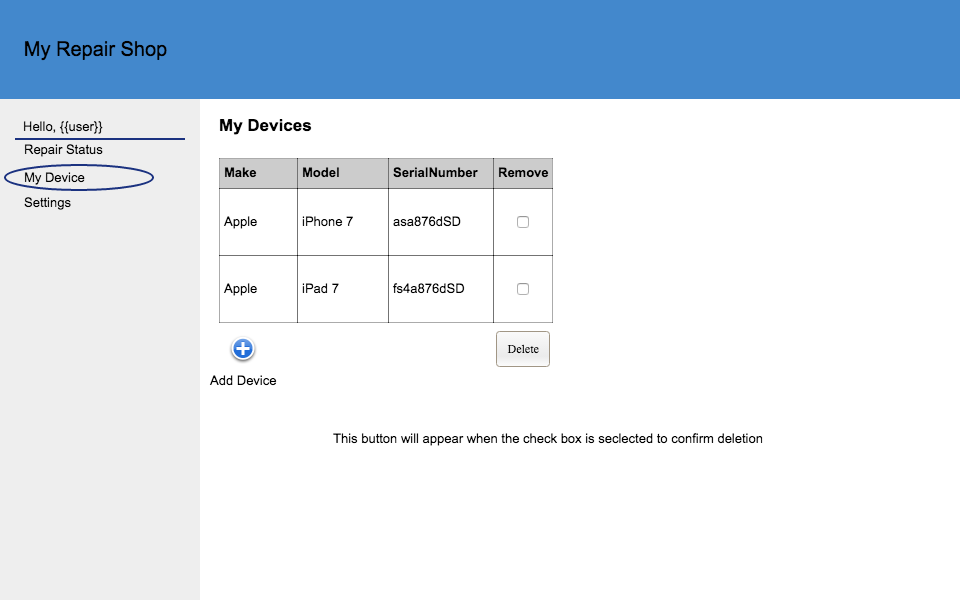 My Repair Shop
Hello, {{user}}
Repair Status
My Device
Settings
My Devices
Make Model SerialNumber Remove
Apple iPhone 7 asa876dSD
Apple iPad 7 fs4a876dSD
Delete
Add Device
This button will appear when the check box is seclected to confirm deletion